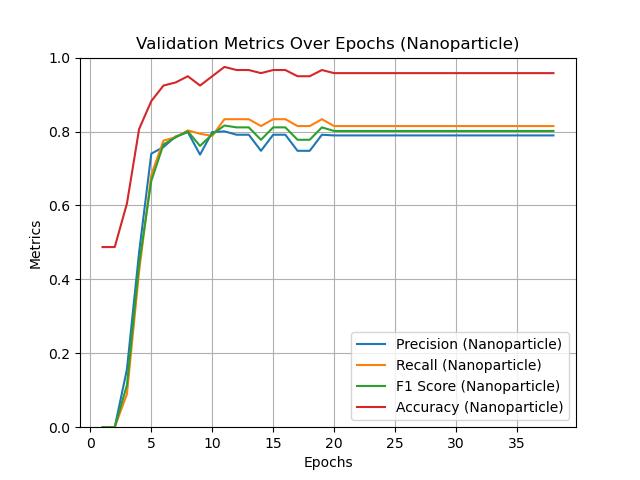 Validation Metrics Over Epochs (Nanoparticle)
1.0
0.8
0.6
0.4
0.2
0.0
Metrics
Precision (Nanoparticle)
Recall (Nanoparticle)
F1 Score (Nanoparticle)
Accuracy (Nanoparticle)
0 5 10 15 20 25 30 35
Epochs